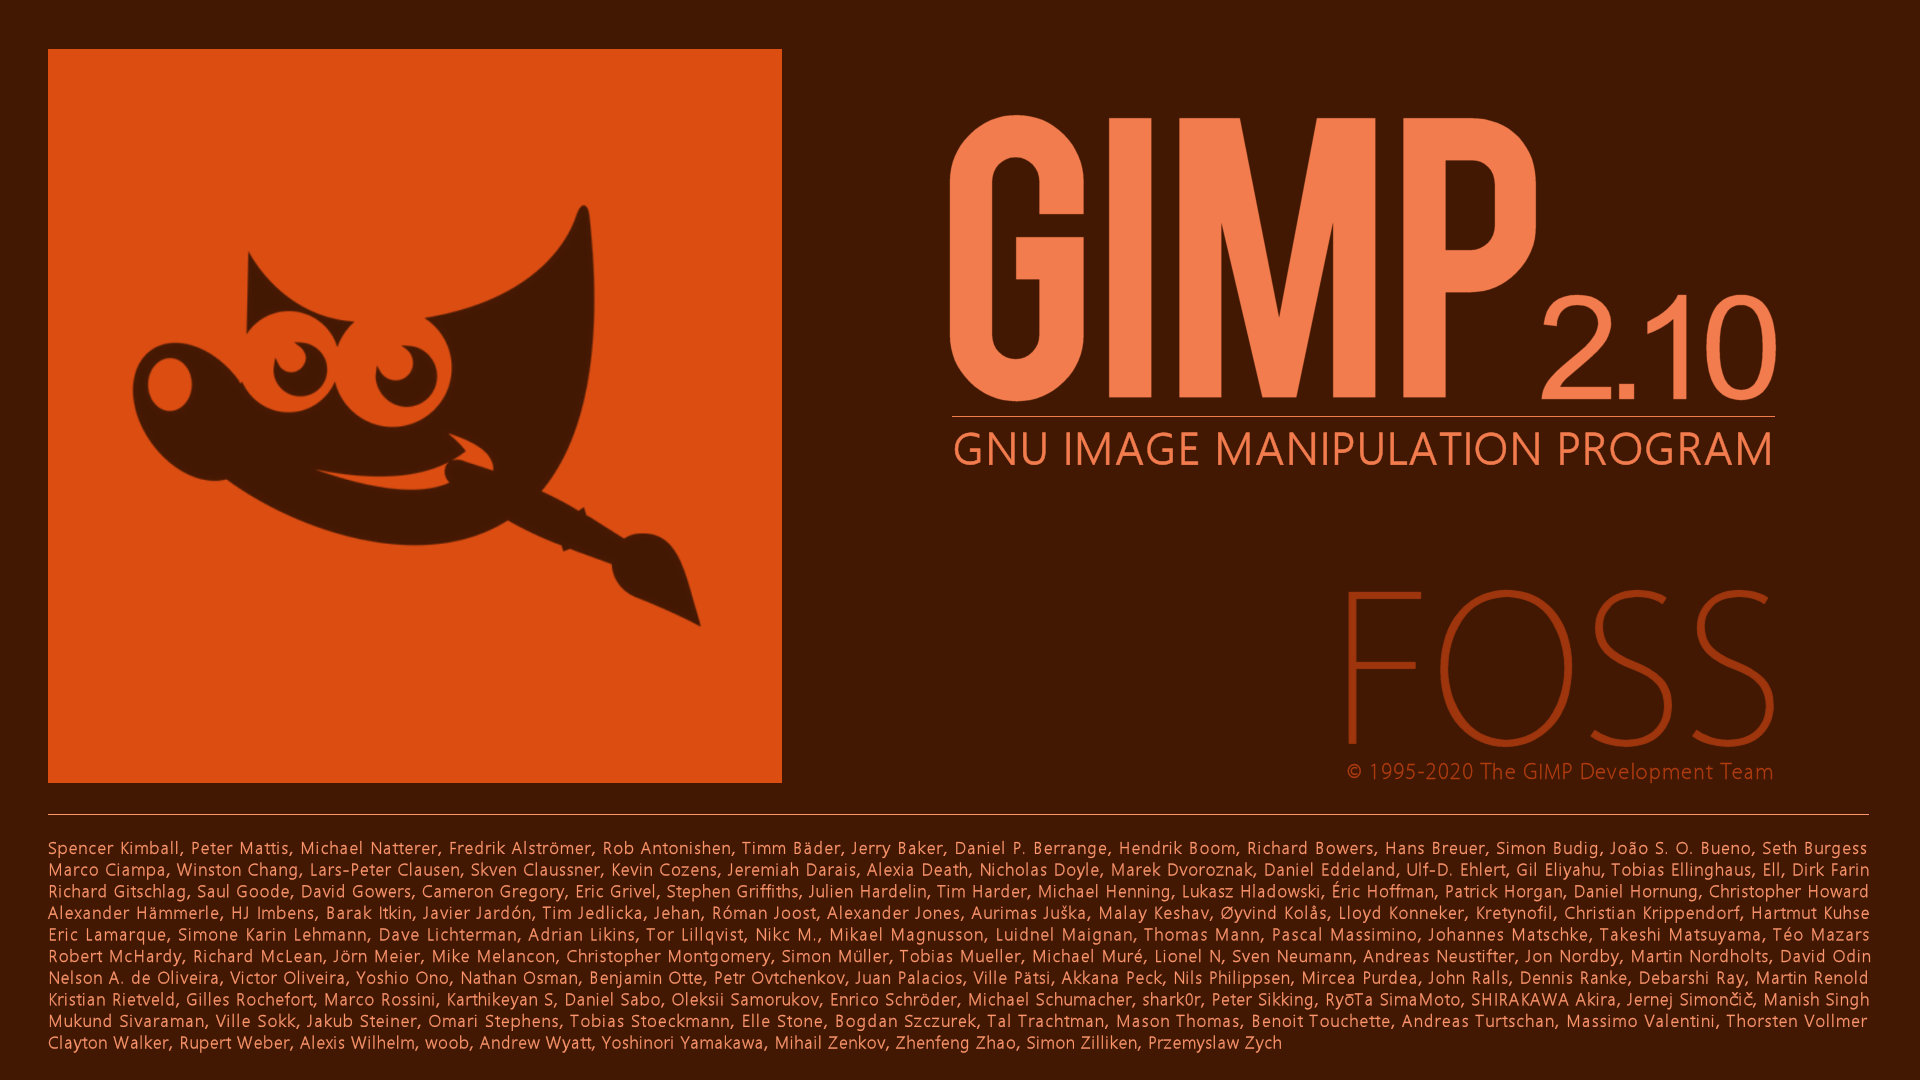 GIMP 2.10
GNU IMAGE MANIPULATION PROGRAM
FOSS
© 1995-2020 The GIMP Development Team
Spencer Kimball, Peter Mattis, Michael Natterer, Fredrik Alströmer, Rob Antonishen, Timm Bäder, Jerry Baker, Daniel P. Berrange, Hendrik Boom, Richard Bowers, Hans Breuer, Simon Budig, João S. O. Bueno, Seth Burgess
Marco Ciampa, Winston Chang, Lars-Peter Clausen, Skven Claussner, Kevin Cozens, Jeremiah Darais, Alexia Death, Nicholas Doyle, Marek Dvoroznak, Daniel Eddeland, Ulf-D. Ehlert, Gil Eliyahu, Tobias Ellinghaus, Ell, Dirk Farin
Richard Gitschlag, Saul Goode, David Gowers, Cameron Gregory, Eric Grivel, Stephen Griffiths, Julien Hardelin, Tim Harder, Michael Henning, Lukasz Hladowski, Éric Hoffman, Patrick Horgan, Daniel Hornung, Christopher Howard
Alexander Hämmerle, HJ Imbens, Barak Itkin, Javier Jardón, Tim Jedlicka, Jehan, Róman Joost, Alexander Jones, Aurimas Juška, Malay Keshav, Øyvind Kolås, Lloyd Konneker, Kretynofil, Christian Krippendorf, Hartmut Kuhse
Eric Lamarque, Simone Karin Lehmann, Dave Lichterman, Adrian Likins, Tor Lillqvist, Nikc M., Mikael Magnusson, Luidnel Maignan, Thomas Mann, Pascal Massimino, Johannes Matschke, Takeshi Matsuyama, Téo Mazars
Robert McHardy, Richard McLean, Jörn Meier, Mike Melancon, Christopher Montgomery, Simon Müller, Tobias Mueller, Michael Muré, Lionel N, Sven Neumann, Andreas Neustifter, Jon Nordby, Martin Nordholts, David Odin
Nelson A. de Oliveira, Victor Oliveira, Yoshio Ono, Nathan Osman, Benjamin Otte, Petr Ovtchenkov, Juan Palacios, Ville Pätsi, Akkana Peck, Nils Philippsen, Mircea Purdea, John Ralls, Dennis Ranke, Debarshi Ray, Martin Renold
Kristian Rietveld, Gilles Rochefort, Marco Rossini, Karthikeyan S, Daniel Sabo, Oleksii Samorukov, Enrico Schröder, Michael Schumacher, shark0r, Peter Sikking, RyōTa SimaMoto, SHIRAKAWA Akira, Jernej Simončič, Manish Singh
Mukund Sivaraman, Ville Sokk, Jakub Steiner, Omari Stephens, Tobias Stoeckmann, Elle Stone, Bogdan Szczurek, Tal Trachtman, Mason Thomas, Benoit Touchette, Andreas Turtschan, Massimo Valentini, Thorsten Vollmer
Clayton Walker, Rupert Weber, Alexis Wilhelm, woob, Andrew Wyatt, Yoshinori Yamakawa, Mihail Zenkov, Zhenfeng Zhao, Simon Zilliken, Przemyslaw Zych